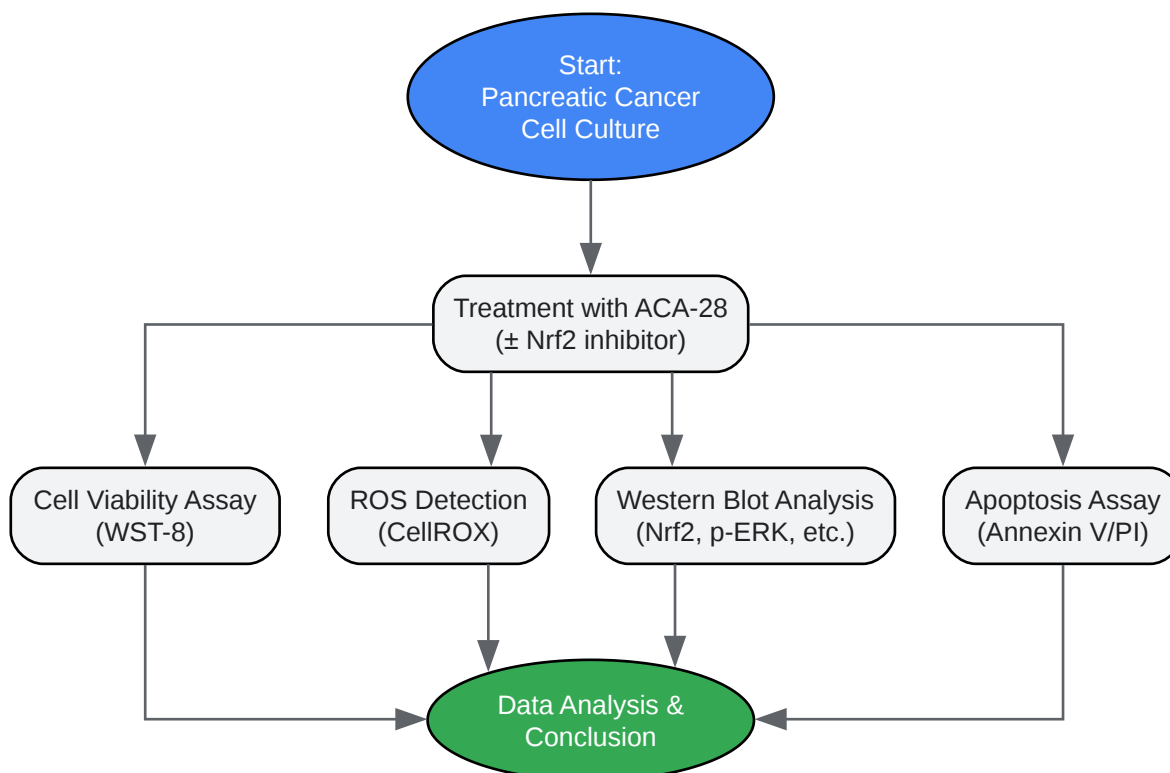 Start:
Pancreatic Cancer
Cell Culture
Treatment with ACA-28
(± Nrf2 inhibitor)
Cell Viability Assay
(WST-8)
ROS Detection
(CellROX)
Western Blot Analysis
(Nrf2, p-ERK, etc.)
Apoptosis Assay
(Annexin V/PI)
Data Analysis &
Conclusion